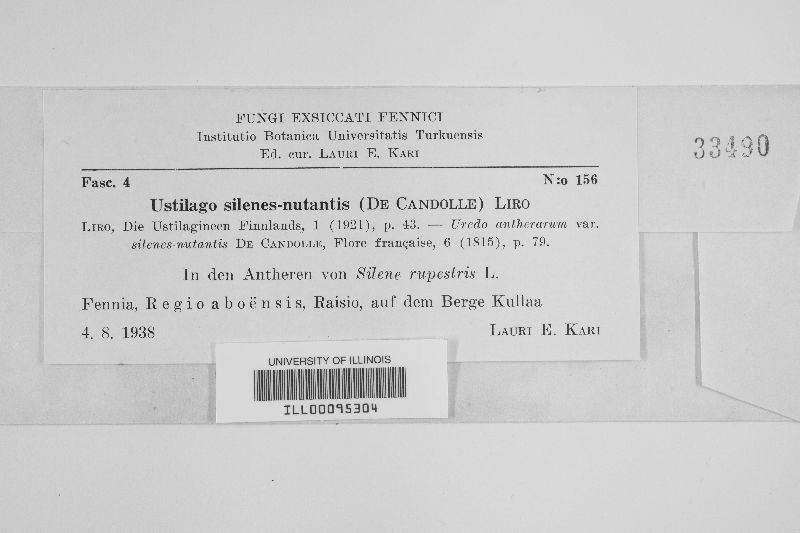 FUNGI EXSICCATI FENNICI
Institutio Botanica Universitatis Turkuensis
Ed. cur. LAURI E. KARI
33490
Fasc. 4 N:o 156
Ustilago silenes-nutantis (DE CANDOLLE) LIRO
LIRO, Die Ustilagineen Finnlands, 1 (1921), p. 43. — Uredo antherarum var.
silenes-nutantis DE CANDOLLE, Flore française, 6 (1815), p. 79.
In den Antheren von Silene rupestris L.
Fennia, Regio aboënsis, Raisio, auf dem Berge Kullaa
4. 8. 1938 LAURI E. KARI
UNIVERSITY OF ILLINOIS
ILL00095304